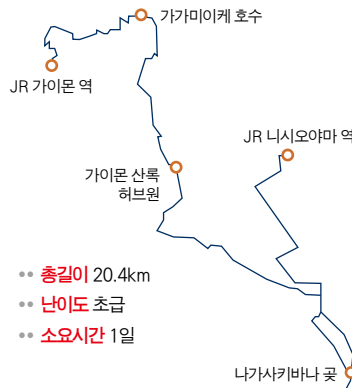 가가미이케 호수
JR 가이몬 역
JR 니시오야마 역
가이몬 산록
허브원
총길이 20.4km
난이도 초급
소요시간 1일
나가사키바나 곶